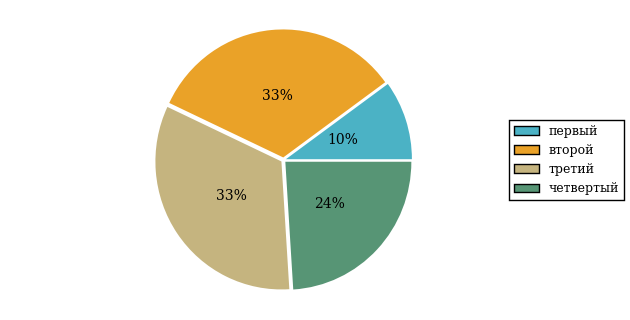 33%
10%
33%
24%
первый
второй
третий
четвертый